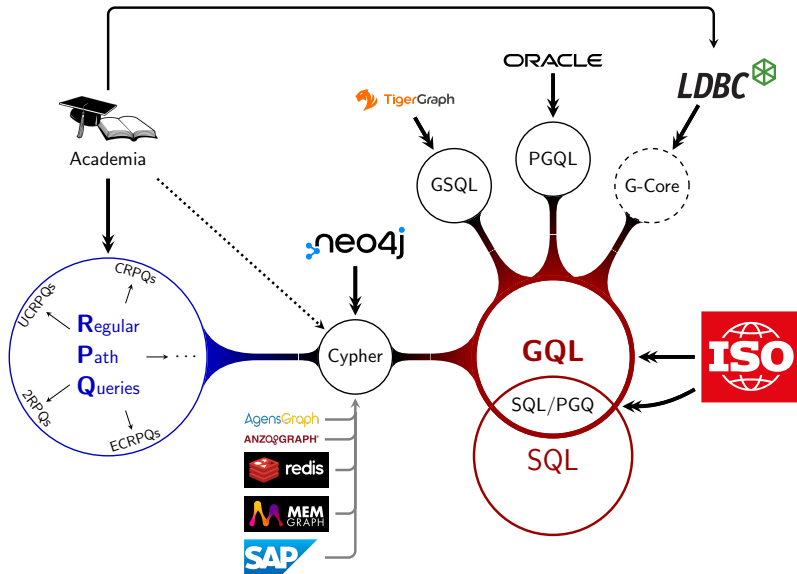 ORACLE
LDBC
TigerGraph
Academia
PGQL
GSQL
G-Core
neo4j
CRPQs
UCRPQs
Regular
Path
Queries
...
2RPQs
ECRPQs
Cypher
GQL
ISO
SQL/PGQ
SQL
AgensGraph
ANZOGRAPH®
redis
MEM
GRAPH
SAP